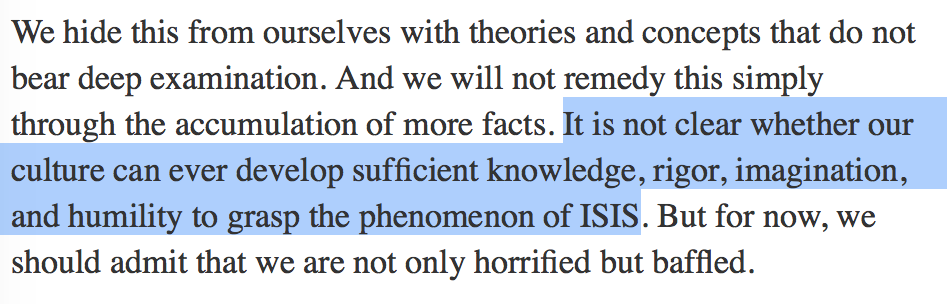 We hide this from ourselves with theories and concepts that do not
bear deep examination. And we will not remedy this simply
through the accumulation of more facts. It is not clear whether our
culture can ever develop sufficient knowledge, rigor, imagination,
and humility to grasp the phenomenon of ISIS. But for now, we
should admit that we are not only horrified but baffled.